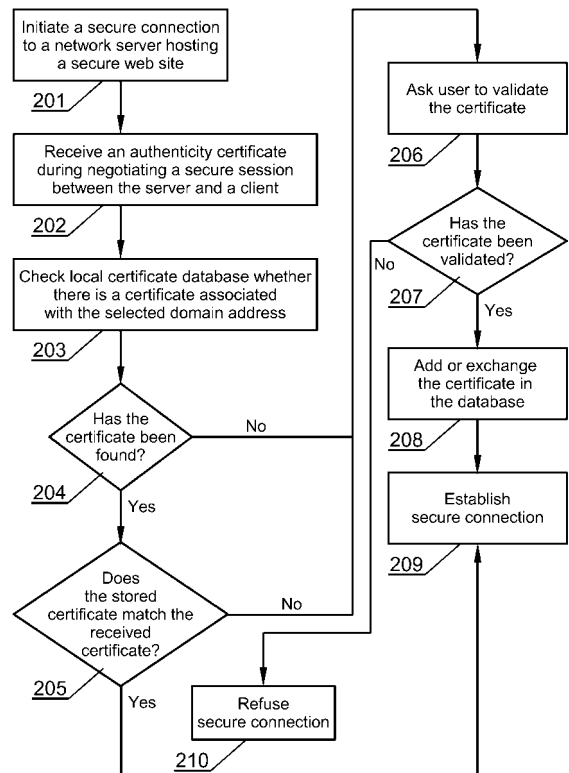 Initiate a secure connection
to a network server hosting
a secure web site
201
Receive an authenticity certificate
during negotiating a secure session
between the server and a client
202
Check local certificate database whether
there is a certificate associated
with the selected domain address
203
Has the
certificate been
found?
204
No
Yes
Does
the stored
certificate match the
received
certificate?
205
No
Yes
Ask user to validate
the certificate
206
Has the
certificate been
validated?
207
No
Yes
Add or exchange
the certificate in
the database
208
Establish
secure connection
209
Refuse
secure connection
210